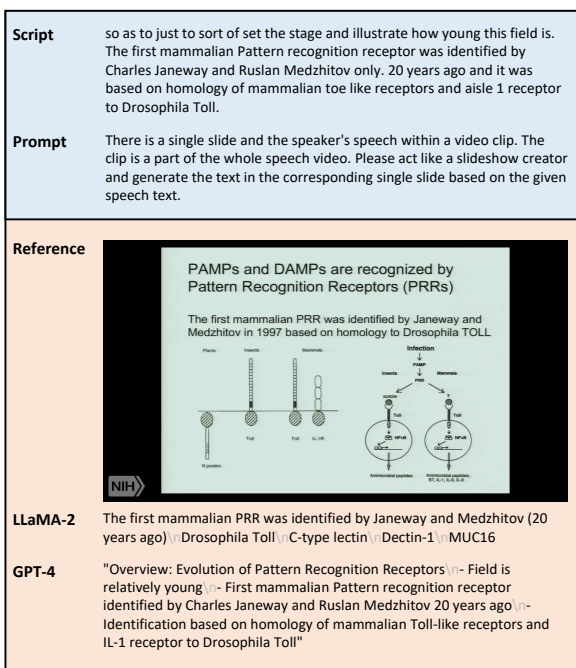 Script
so as to just to sort of set the stage and illustrate how young this field is.
The first mammalian Pattern recognition receptor was identified by
Charles Janeway and Ruslan Medzhitov only. 20 years ago and it was
based on homology of mammalian toe like receptors and aisle 1 receptor
to Drosophila Toll.
Prompt
There is a single slide and the speaker's speech within a video clip. The
clip is a part of the whole speech video. Please act like a slideshow creator
and generate the text in the corresponding single slide based on the given
speech text.
Reference
PAMPs and DAMPs are recognized by
Pattern Recognition Receptors (PRRs)
The first mammalian PRR was identified by Janeway and
Medzhitov in 1997 based on homology to Drosophila TOLL
Plants Insects Mammals
Toll Toll IL-1R
N protein
Infection
PAMP
Insects Mammals
PRR
spatzle ?
Toll Toll
NFκB NFκB
Antimicrobial peptides Antimicrobial peptides,
B7, IL-1, IL-6, IL-8
NIH
LLaMA-2
The first mammalian PRR was identified by Janeway and Medzhitov (20
years ago)\nDrosophila Toll\nC-type lectin\nDectin-1\nMUC16
GPT-4
"Overview: Evolution of Pattern Recognition Receptors\n- Field is
relatively young\n- First mammalian Pattern recognition receptor
identified by Charles Janeway and Ruslan Medzhitov 20 years ago\n-
Identification based on homology of mammalian Toll-like receptors and
IL-1 receptor to Drosophila Toll"